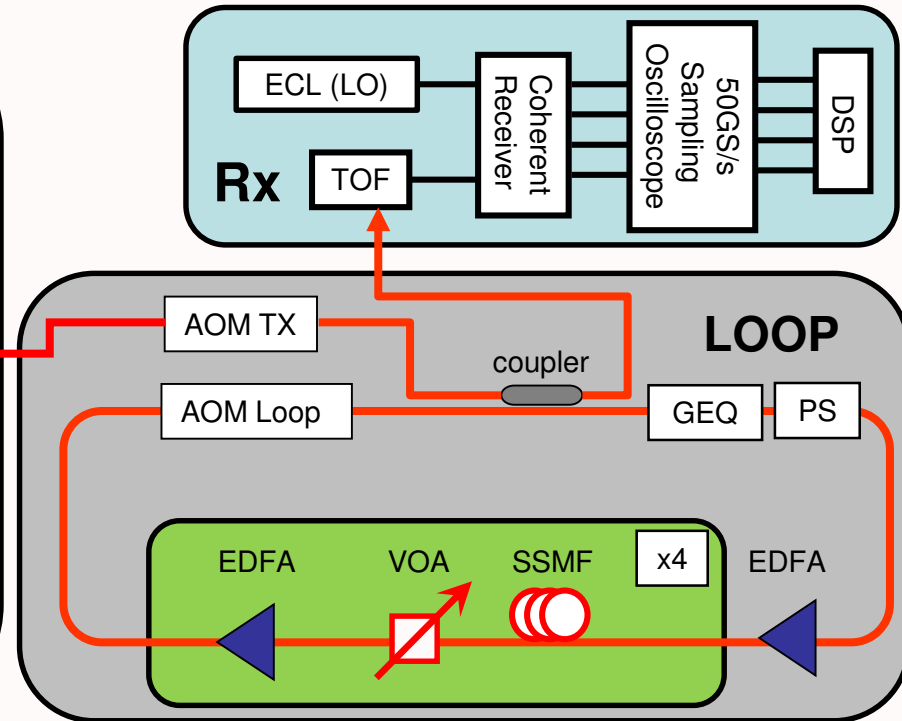 ECL (LO)
Coherent
Receiver
50GS/s
Sampling
Oscilloscope
DSP
Rx
TOF
AOM TX
LOOP
coupler
AOM Loop
GEQ
PS
EDFA
VOA
SSMF
x4
EDFA